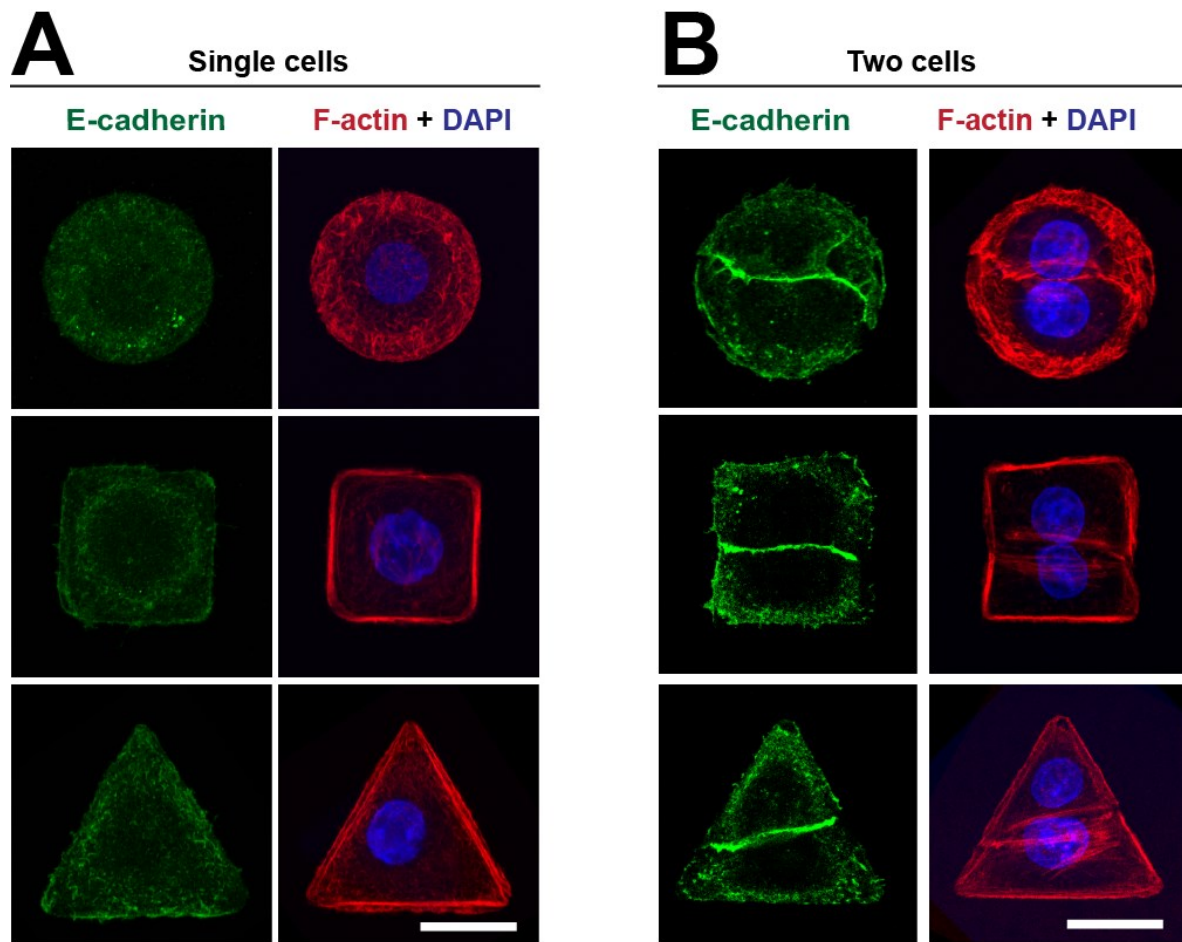 A
Single cells
E-cadherin F-actin + DAPI
B
Two cells
E-cadherin F-actin + DAPI